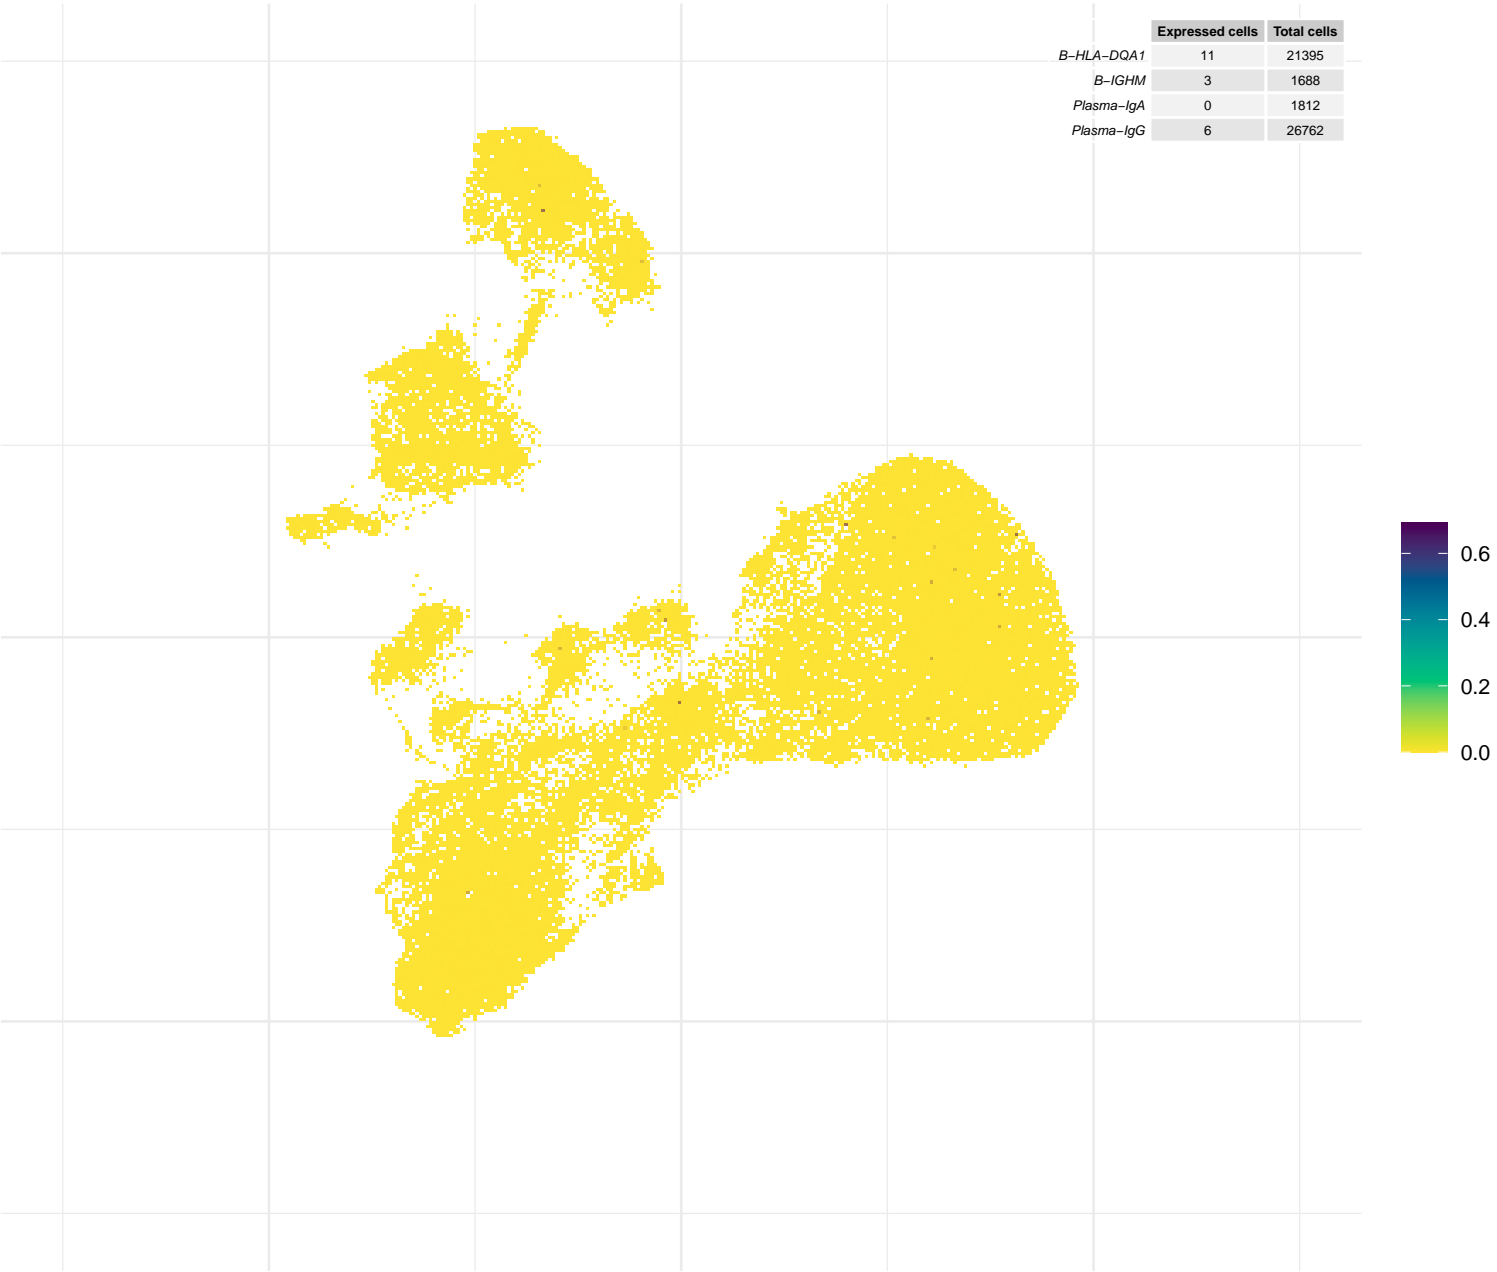 Expressed cells Total cells
B−HLA−DQA1 11 21395
B−IGHM 3 1688
Plasma−IgA 0 1812
Plasma−IgG 6 26762
0.6
0.4
0.2
0.0